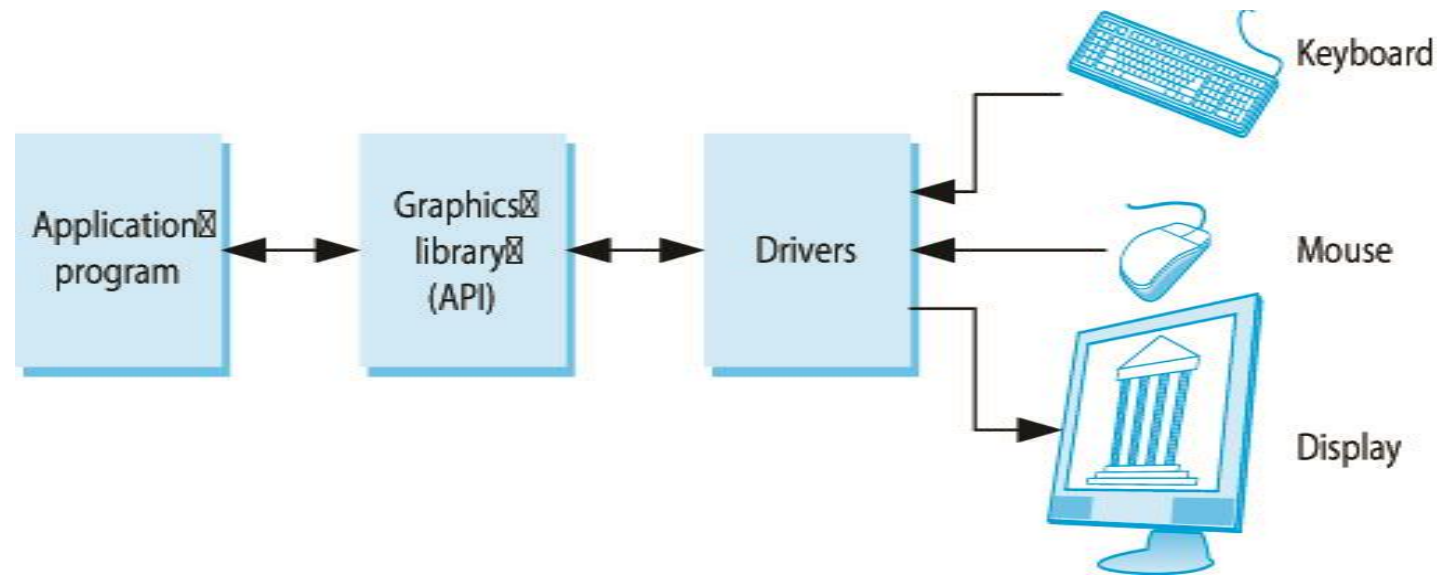 Application
program
Graphics
library
(API)
Drivers
Keyboard
Mouse
Display